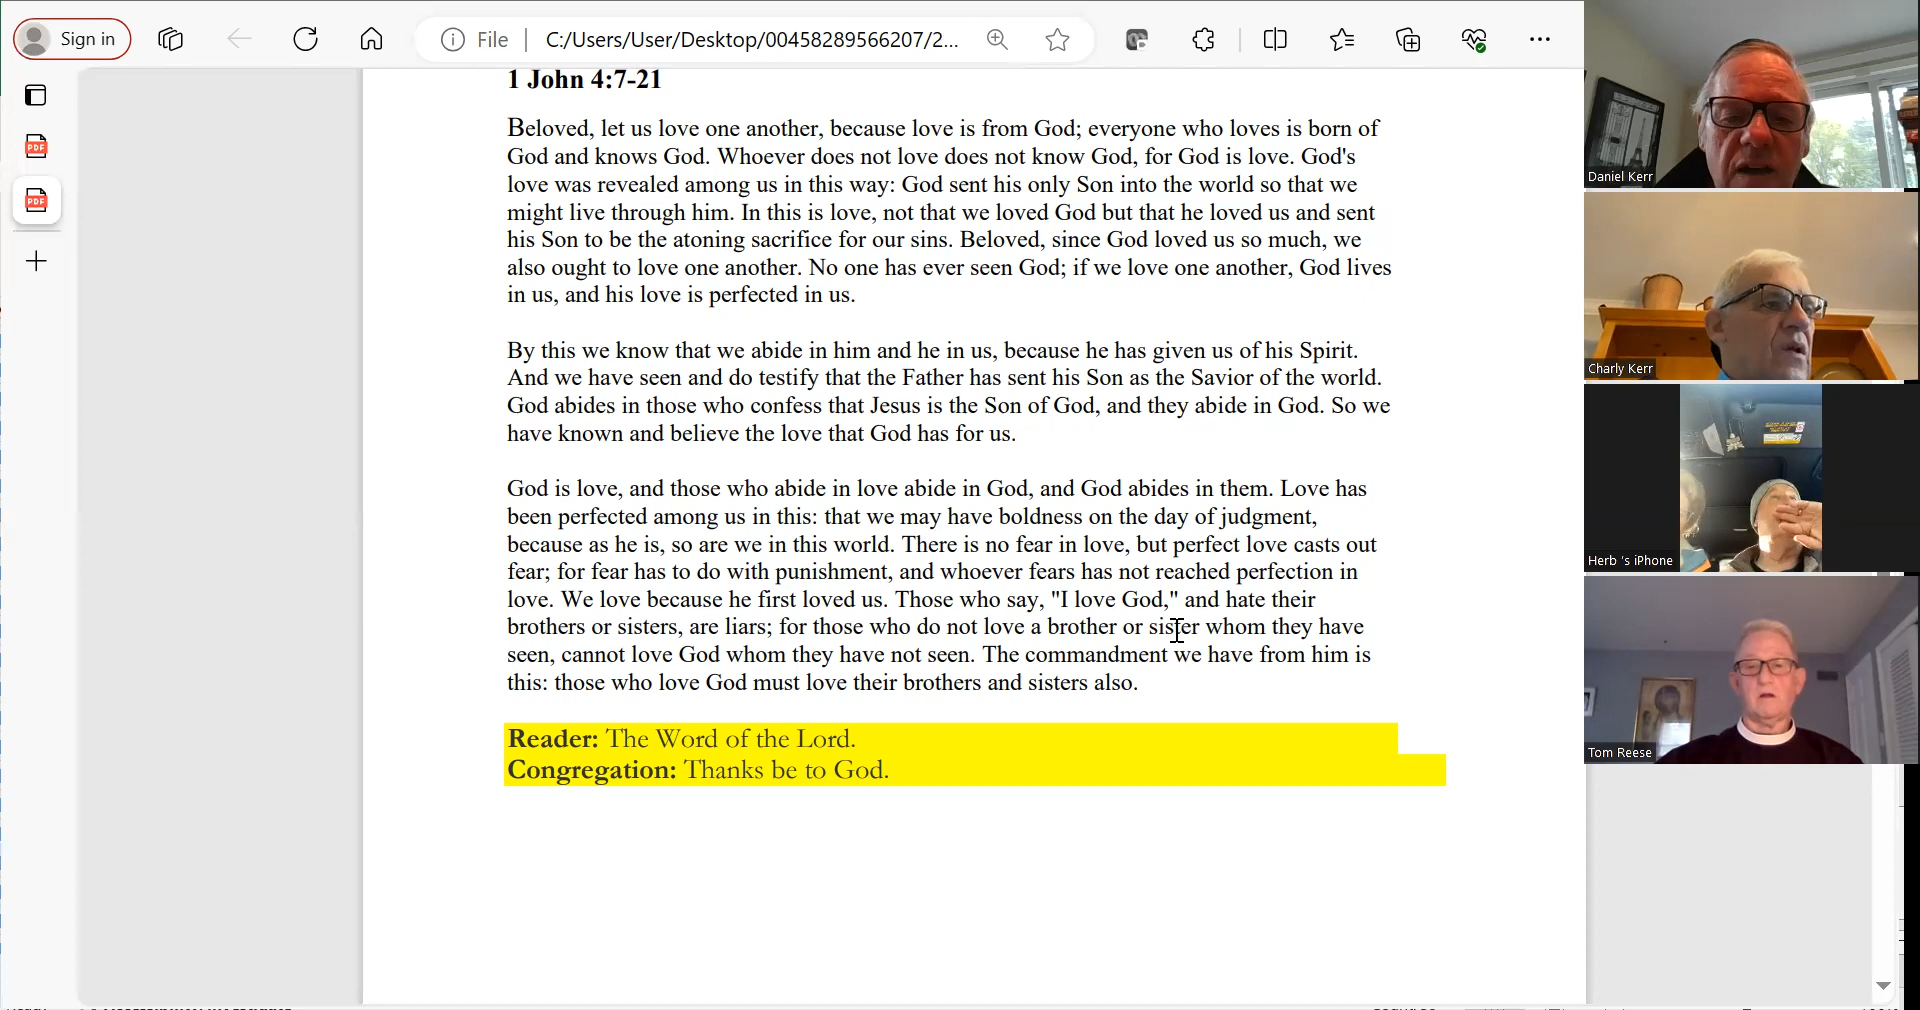 Sign in
File
C:/Users/User/Desktop/00458289566207/2...
1 John 4:7-21
Beloved, let us love one another, because love is from God; everyone who loves is born of
God and knows God. Whoever does not love does not know God, for God is love. God's
love was revealed among us in this way: God sent his only Son into the world so that we
might live through him. In this is love, not that we loved God but that he loved us and sent
his Son to be the atoning sacrifice for our sins. Beloved, since God loved us so much, we
also ought to love one another. No one has ever seen God; if we love one another, God lives
in us, and his love is perfected in us.
By this we know that we abide in him and he in us, because he has given us of his Spirit.
And we have seen and do testify that the Father has sent his Son as the Savior of the world.
God abides in those who confess that Jesus is the Son of God, and they abide in God. So we
have known and believe the love that God has for us.
God is love, and those who abide in love abide in God, and God abides in them. Love has
been perfected among us in this: that we may have boldness on the day of judgment,
because as he is, so are we in this world. There is no fear in love, but perfect love casts out
fear; for fear has to do with punishment, and whoever fears has not reached perfection in
love. We love because he first loved us. Those who say, "I love God," and hate their
brothers or sisters, are liars; for those who do not love a brother or sister whom they have
seen, cannot love God whom they have not seen. The commandment we have from him is
this: those who love God must love their brothers and sisters also.
Reader: The Word of the Lord.
Congregation: Thanks be to God.
PDF
PDF
Daniel Kerr
Charly Kerr
Herb 's iPhone
Tom Reese